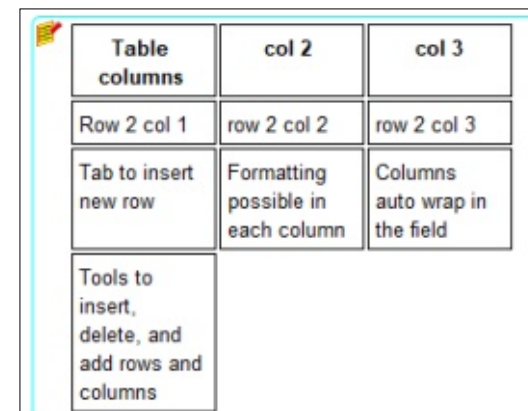 Table columns
col 2
col 3
Row 2 col 1
row 2 col 2
row 2 col 3
Tab to insert
new row
Formatting
possible in
each column
Columns
auto wrap in
the field
Tools to
insert,
delete, and
add rows and
columns